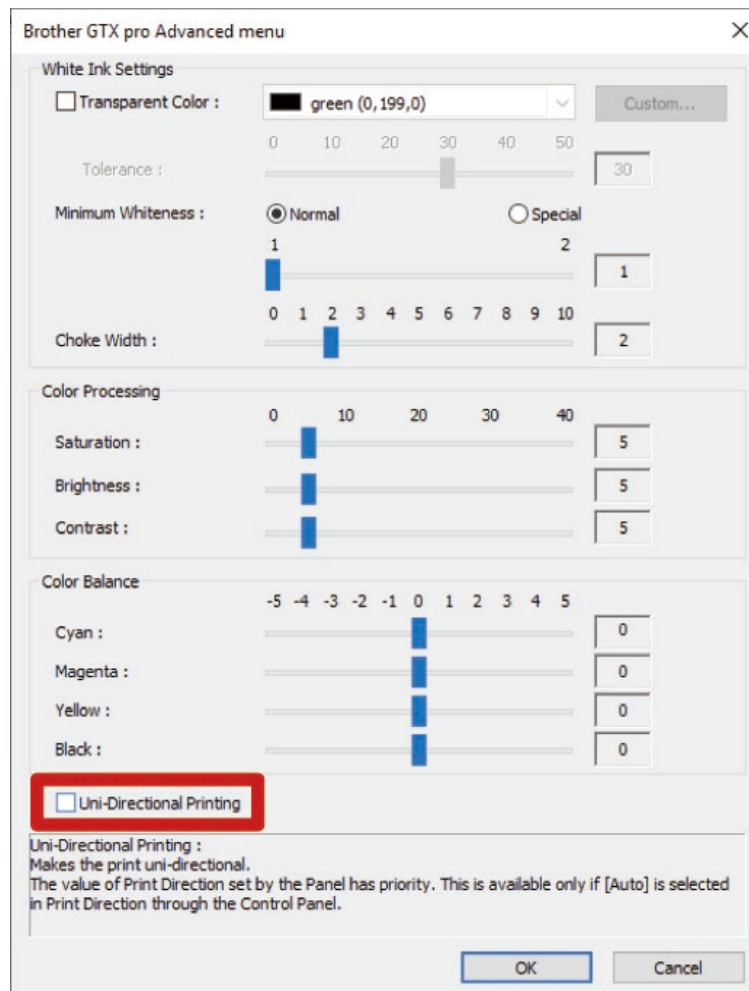 Brother GTX pro Advanced menu
White Ink Settings
Transparent Color :
green (0,199,0)
Custom...
0 10 20 30 40 50
Tolerance :
30
Minimum Whiteness :
Normal
Special
1 2
1
0 1 2 3 4 5 6 7 8 9 10
Choke Width :
2
Color Processing
0 10 20 30 40
Saturation :
5
Brightness :
5
Contrast :
5
Color Balance
-5 -4 -3 -2 -1 0 1 2 3 4 5
Cyan :
0
Magenta :
0
Yellow :
0
Black :
0
Uni-Directional Printing
Uni-Directional Printing :
Makes the print uni-directional.
The value of Print Direction set by the Panel has priority. This is available only if [Auto] is selected
in Print Direction through the Control Panel.
OK
Cancel